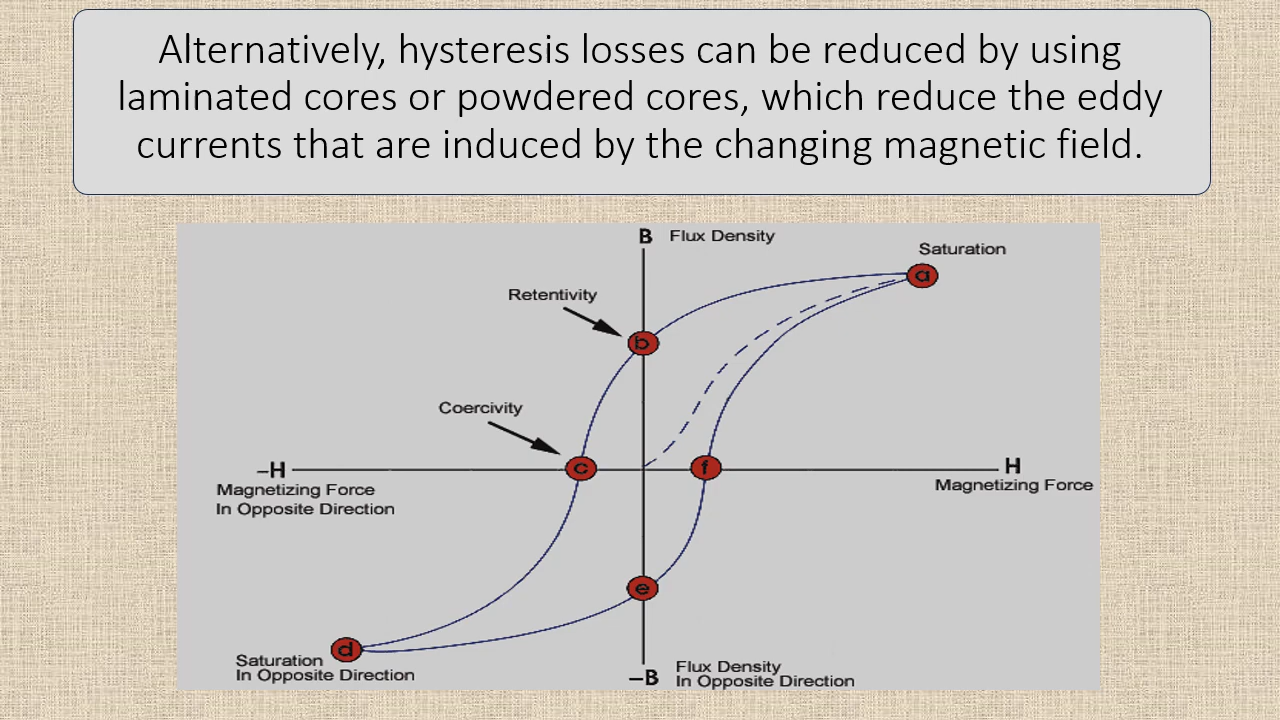 Alternatively, hysteresis losses can be reduced by using
laminated cores or powdered cores, which reduce the eddy
currents that are induced by the changing magnetic field.
B Flux Density
Saturation
a
Retentivity
b
Coercivity
–H
c
f
H
Magnetizing Force
In Opposite Direction
Magnetizing Force
e
d
Saturation
In Opposite Direction
–B
Flux Density
In Opposite Direction